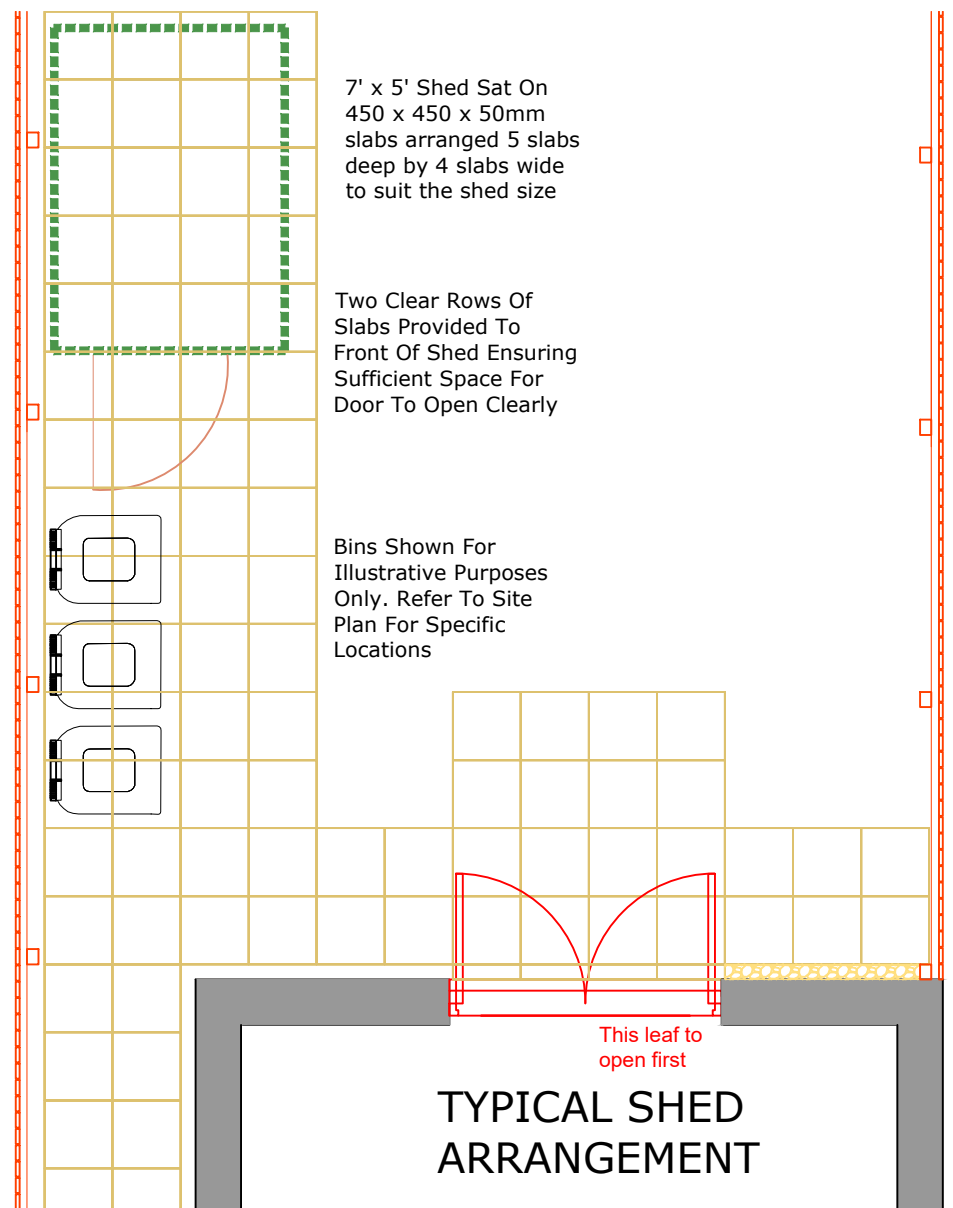 7' x 5' Shed Sat On
450 x 450 x 50mm
slabs arranged 5 slabs
deep by 4 slabs wide
to suit the shed size
Two Clear Rows Of
Slabs Provided To
Front Of Shed Ensuring
Sufficient Space For
Door To Open Clearly
Bins Shown For
Illustrative Purposes
Only. Refer To Site
Plan For Specific
Locations
This leaf to
open first
TYPICAL SHED
ARRANGEMENT